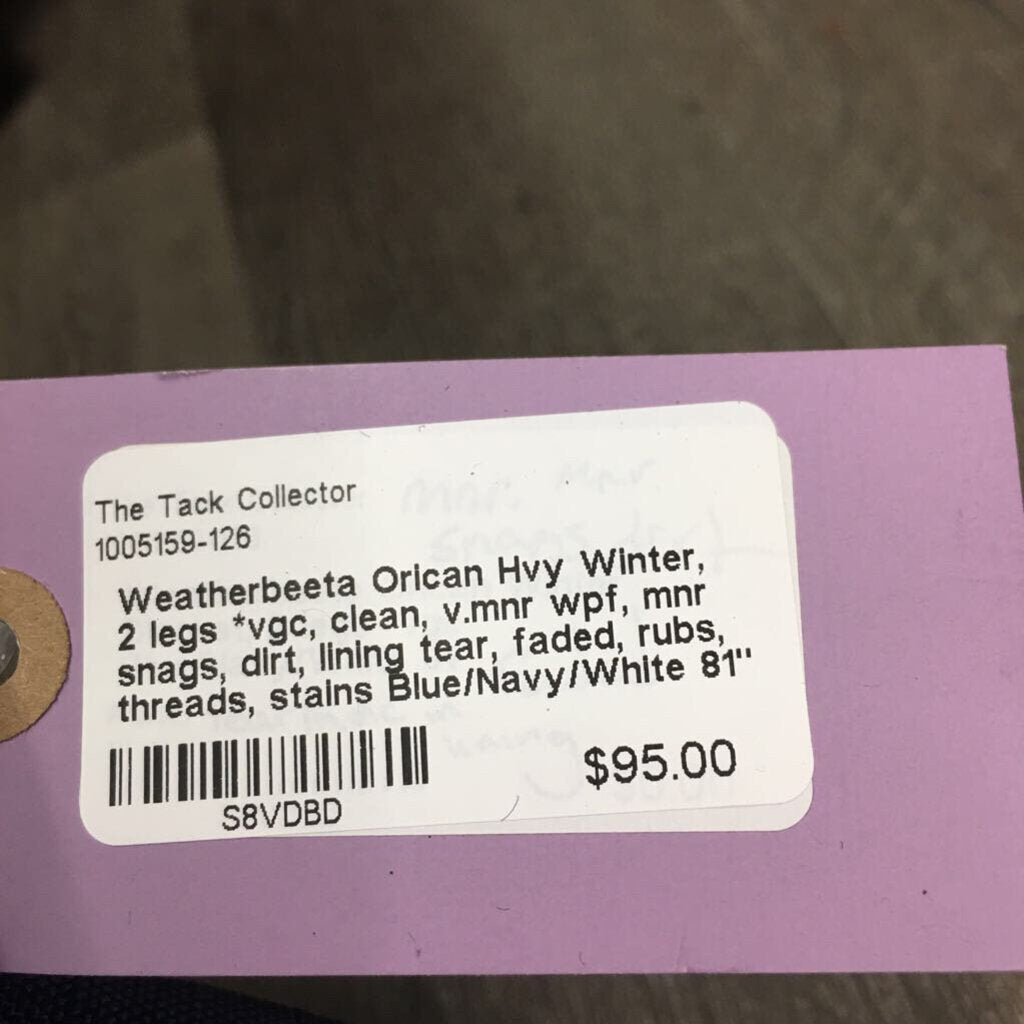 The Tack Collector
1005159-126
Weatherbeeta Orican Hvy Winter,
2 legs *vgc, clean, v.mnr wpf, mnr
snags, dirt, lining tear, faded, rubs,
threads, stains Blue/Navy/White 81"
$95.00
S8VDBD